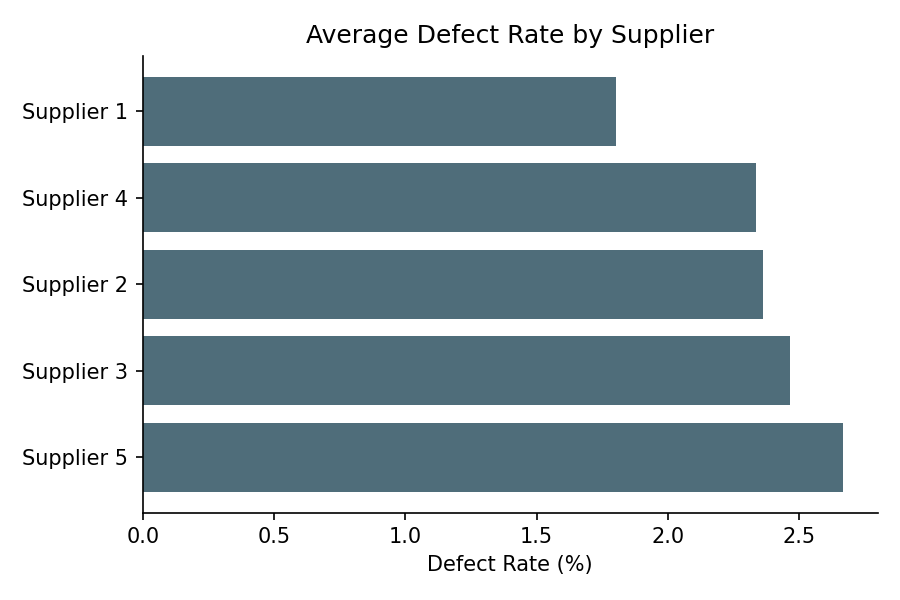 Average Defect Rate by Supplier
Supplier 1
Supplier 4
Supplier 2
Supplier 3
Supplier 5
0.0 0.5 1.0 1.5 2.0 2.5
Defect Rate (%)